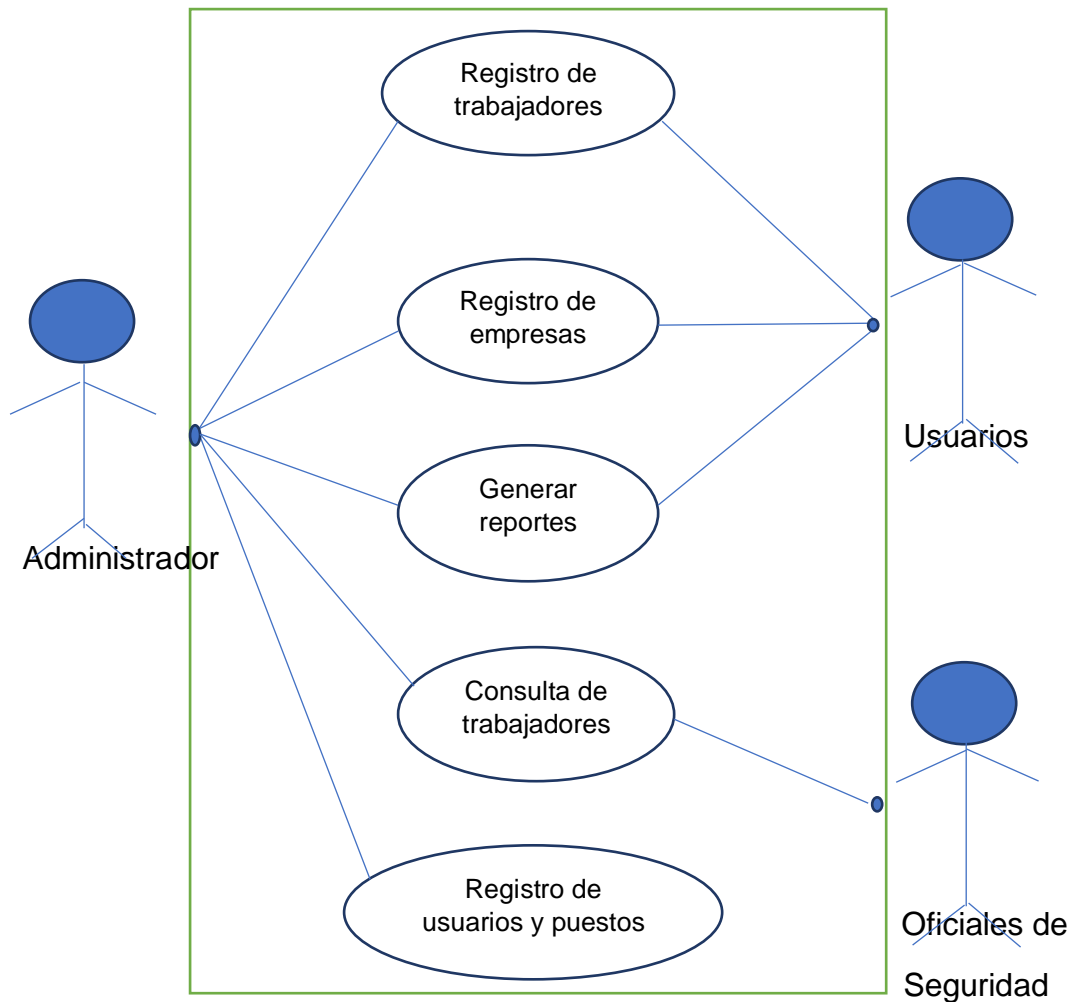 Registro de
trabajadores
Registro de
empresas
Usuarios
Generar
reportes
Administrador
Consulta de
trabajadores
Registro de
usuarios y puestos
Oficiales de
Seguridad